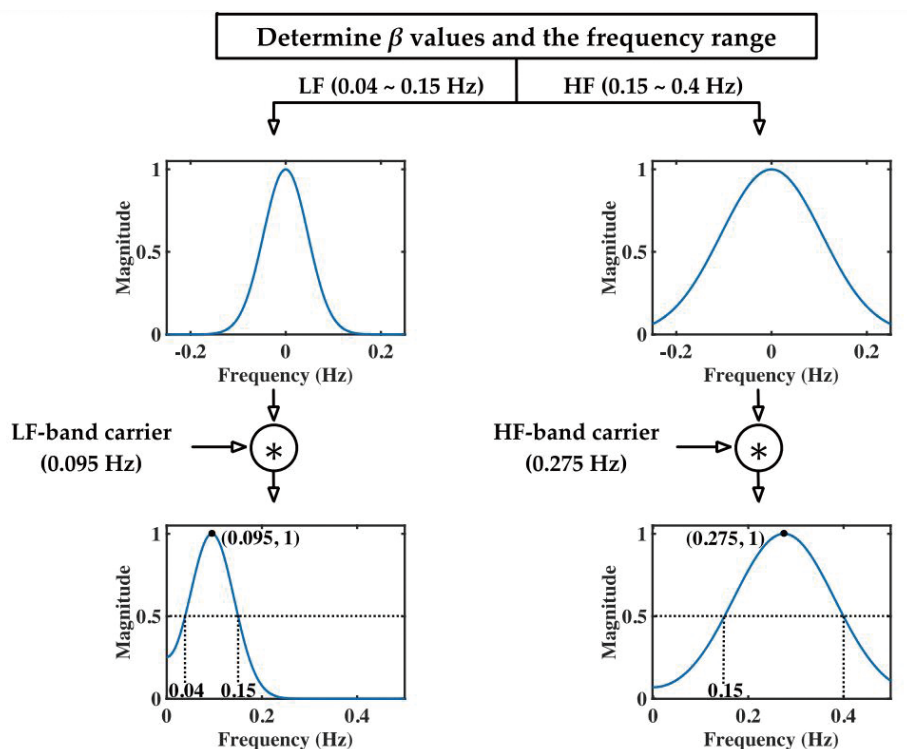 Determine β values and the frequency range
LF (0.04 ~ 0.15 Hz)
HF (0.15 ~ 0.4 Hz)
1
0.5
0
Magnitude
-0.2
0
0.2
Frequency (Hz)
1
0.5
0
Magnitude
-0.2
0
0.2
Frequency (Hz)
LF-band carrier
(0.095 Hz)
*
HF-band carrier
(0.275 Hz)
*
1
0.5
0
Magnitude
(0.095, 1)
0.04
0.15
0
0.2
0.4
Frequency (Hz)
1
0.5
0
Magnitude
(0.275, 1)
0.15
0
0.2
0.4
Frequency (Hz)